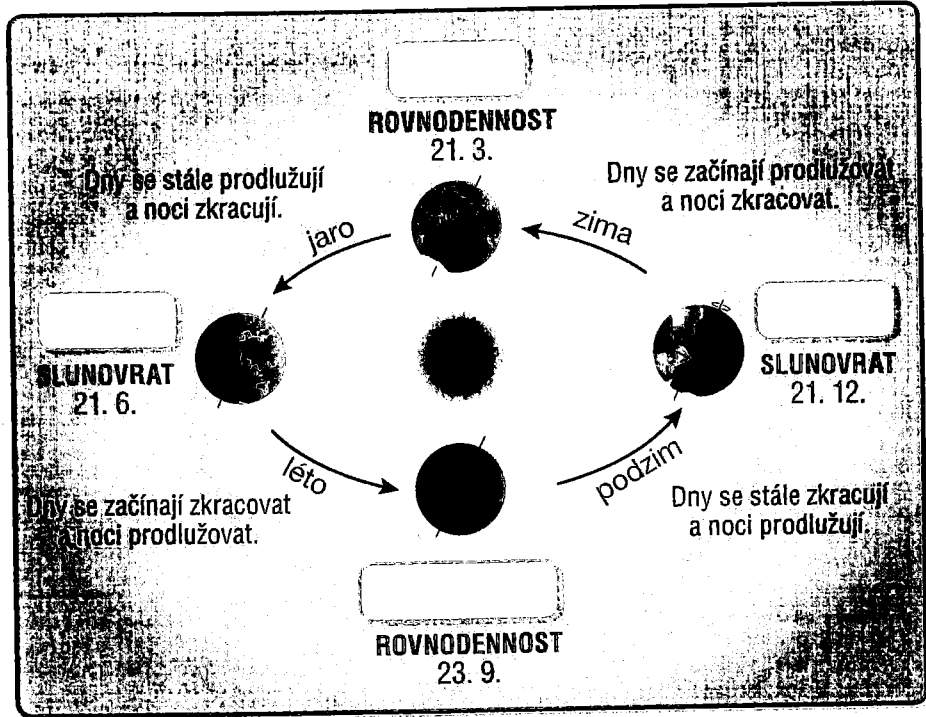 ROVNODENNOST
21. 3.
Dny se stále prodlužují
a noci zkracují.
Dny se začínají prodlužovat
a noci zkracovat.
jaro
zima
SLUNOVRAT
21. 6.
SLUNOVRAT
21. 12.
léto
podzim
Dny se začínají zkracovat
a noci prodlužovat.
Dny se stále zkracují
a noci prodlužují.
ROVNODENNOST
23. 9.